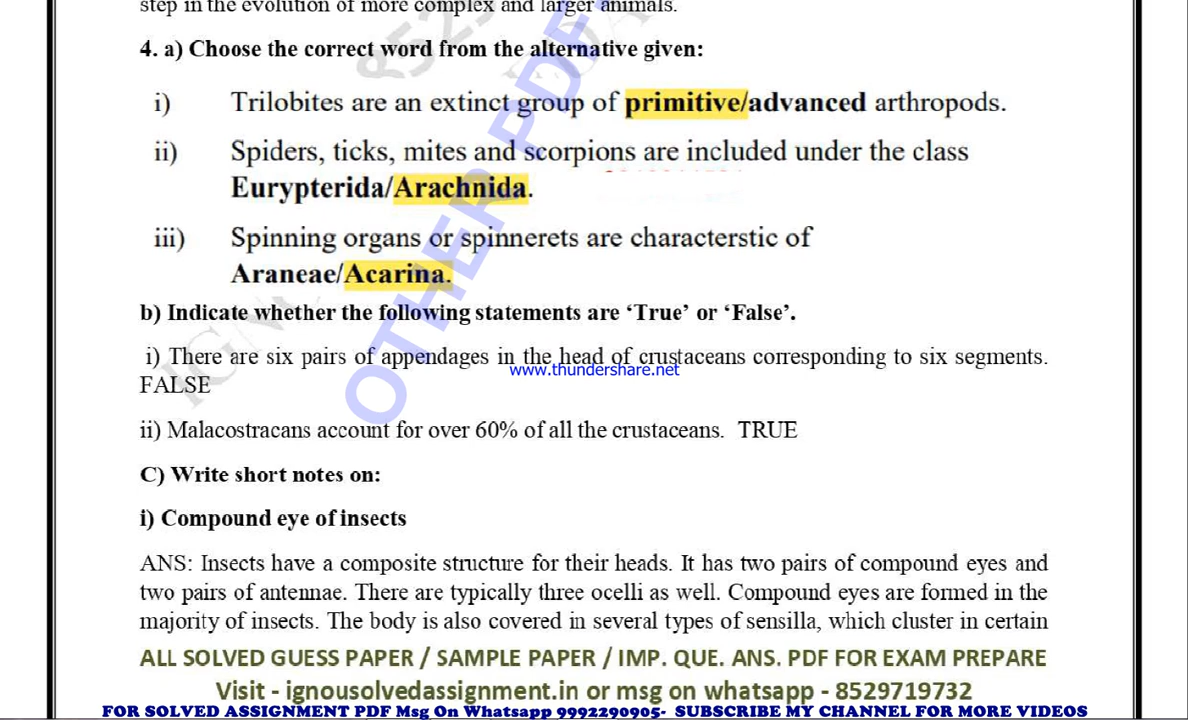 step in the evolution of more complex and larger animals.
4. a) Choose the correct word from the alternative given:
i) Trilobites are an extinct group of primitive/advanced arthropods.
ii) Spiders, ticks, mites and scorpions are included under the class
Eurypterida/Arachnida.
iii) Spinning organs or spinnerets are characterstic of
Araneae/Acarina.
b) Indicate whether the following statements are ‘True’ or ‘False’.
i) There are six pairs of appendages in the head of crustaceans corresponding to six segments.
www.thundershare.net
FALSE
ii) Malacostracans account for over 60% of all the crustaceans. TRUE
C) Write short notes on:
i) Compound eye of insects
ANS: Insects have a composite structure for their heads. It has two pairs of compound eyes and
two pairs of antennae. There are typically three ocelli as well. Compound eyes are formed in the
majority of insects. The body is also covered in several types of sensilla, which cluster in certain
OTHER PDF
ALL SOLVED GUESS PAPER / SAMPLE PAPER / IMP. QUE. ANS. PDF FOR EXAM PREPARE
Visit - ignousolvedassignment.in or msg on whatsapp - 8529719732
FOR SOLVED ASSIGNMENT PDF Msg On Whatsapp 9992290905- SUBSCRIBE MY CHANNEL FOR MORE VIDEOS